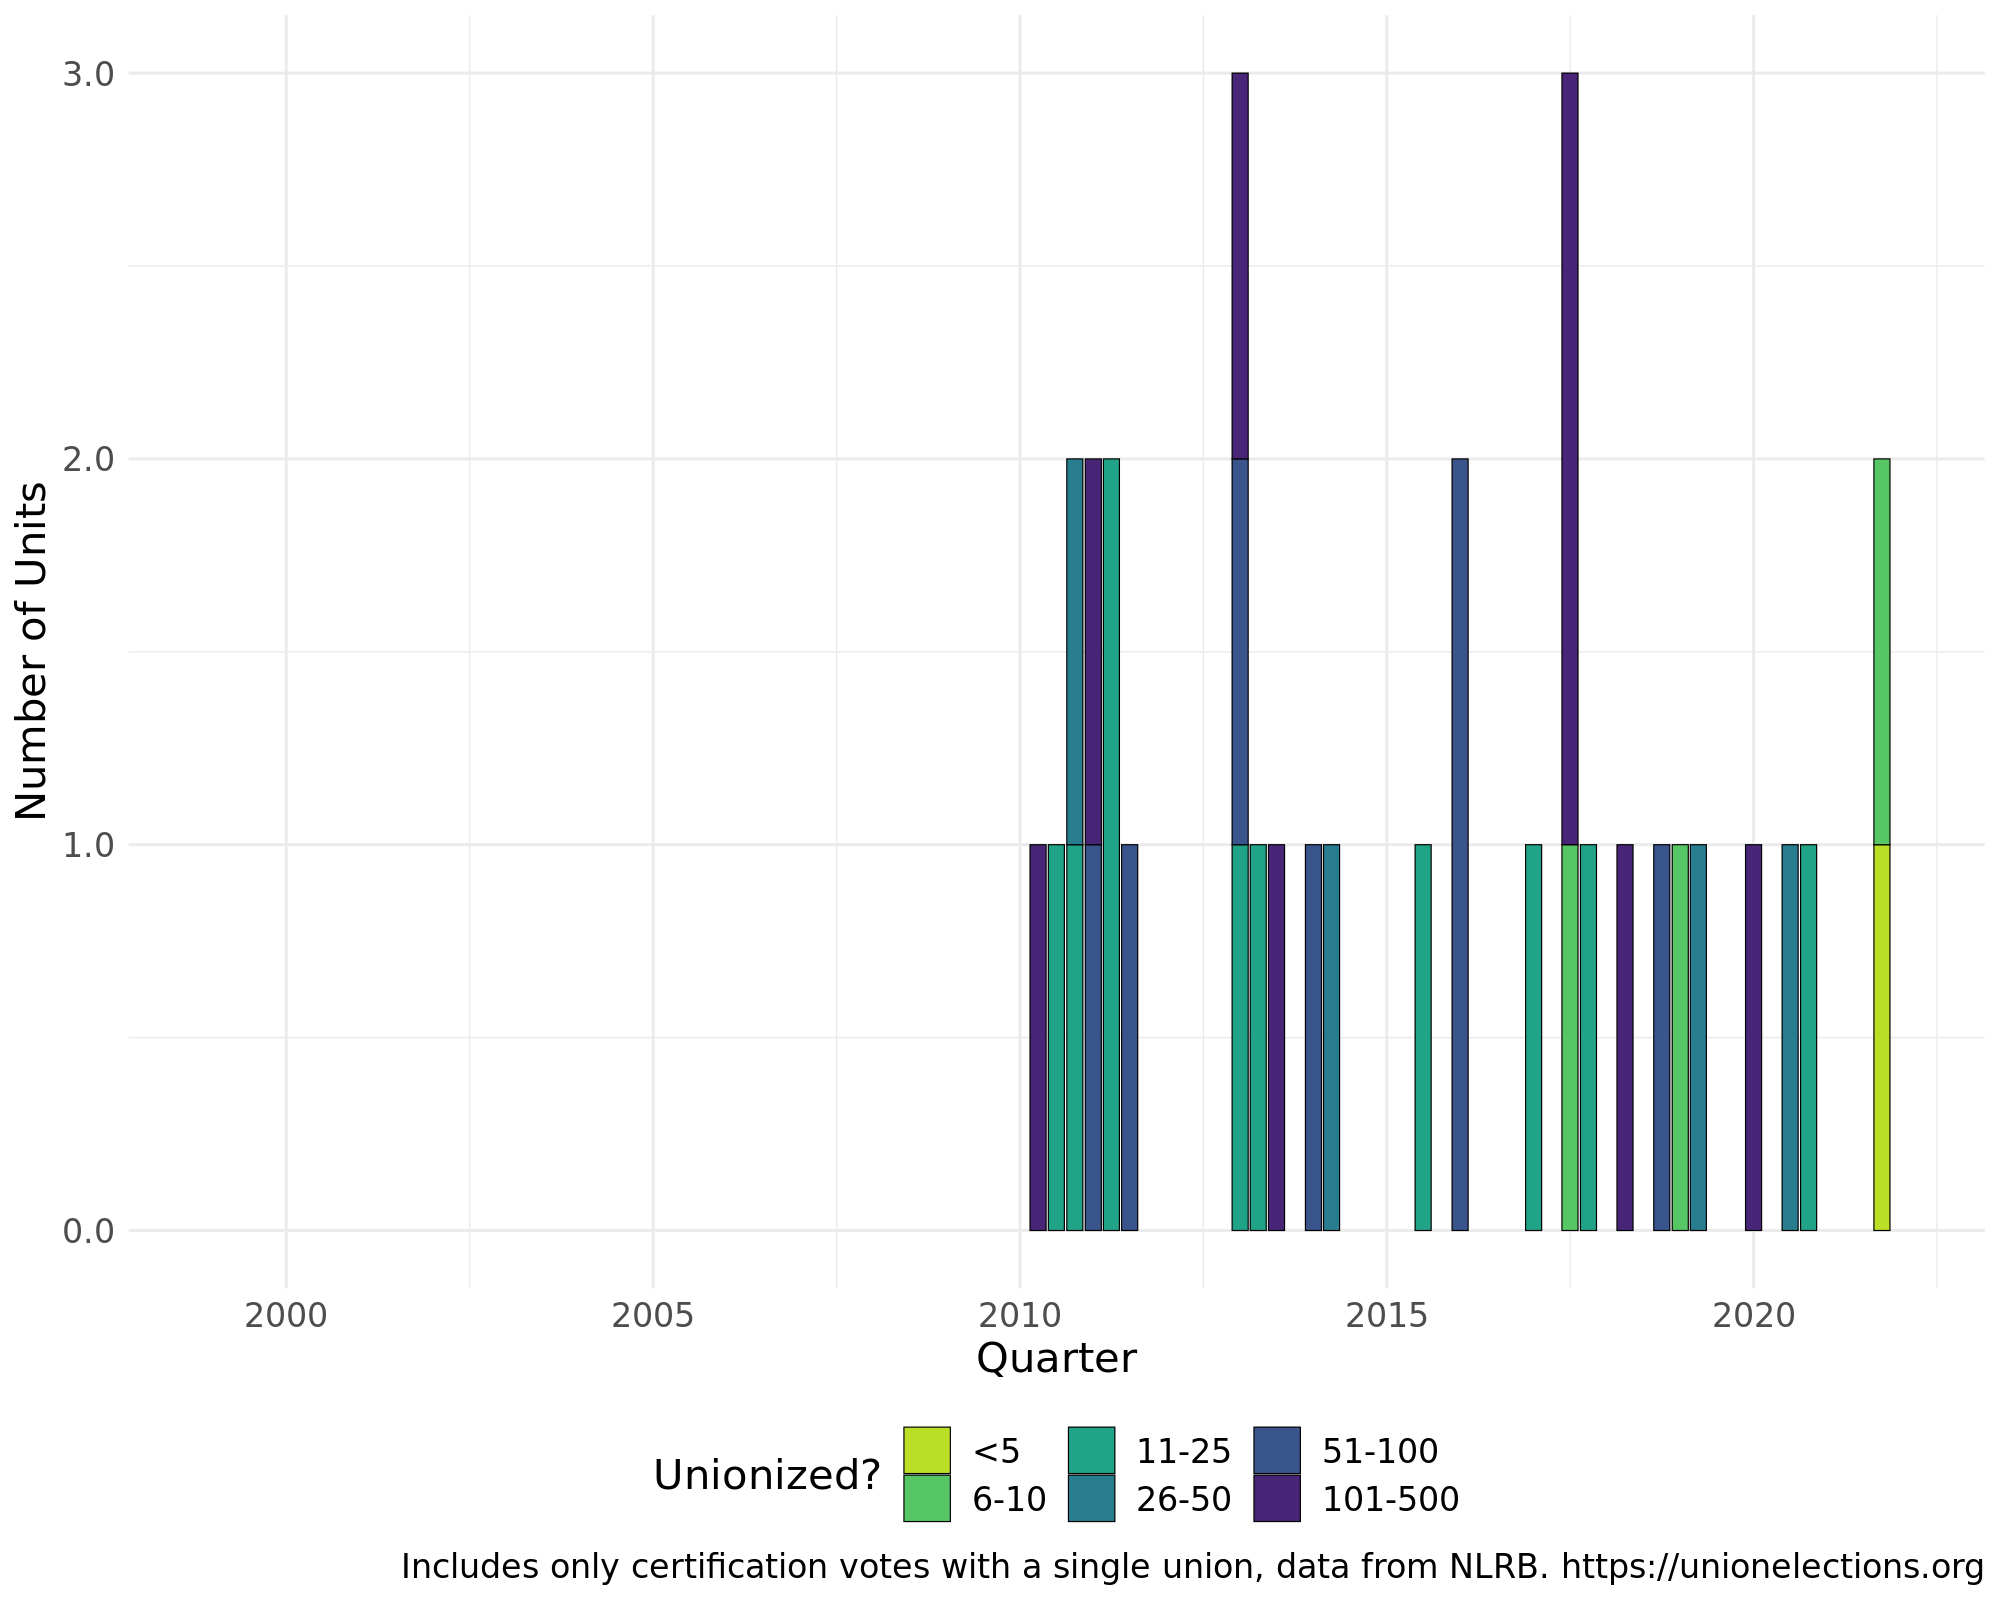 3.0
2.0
1.0
0.0
Number of Units
2000 2005 2010 2015 2020
Quarter
Unionized?
<5 11-25 51-100
6-10 26-50 101-500
Includes only certification votes with a single union, data from NLRB. https://unionelections.org